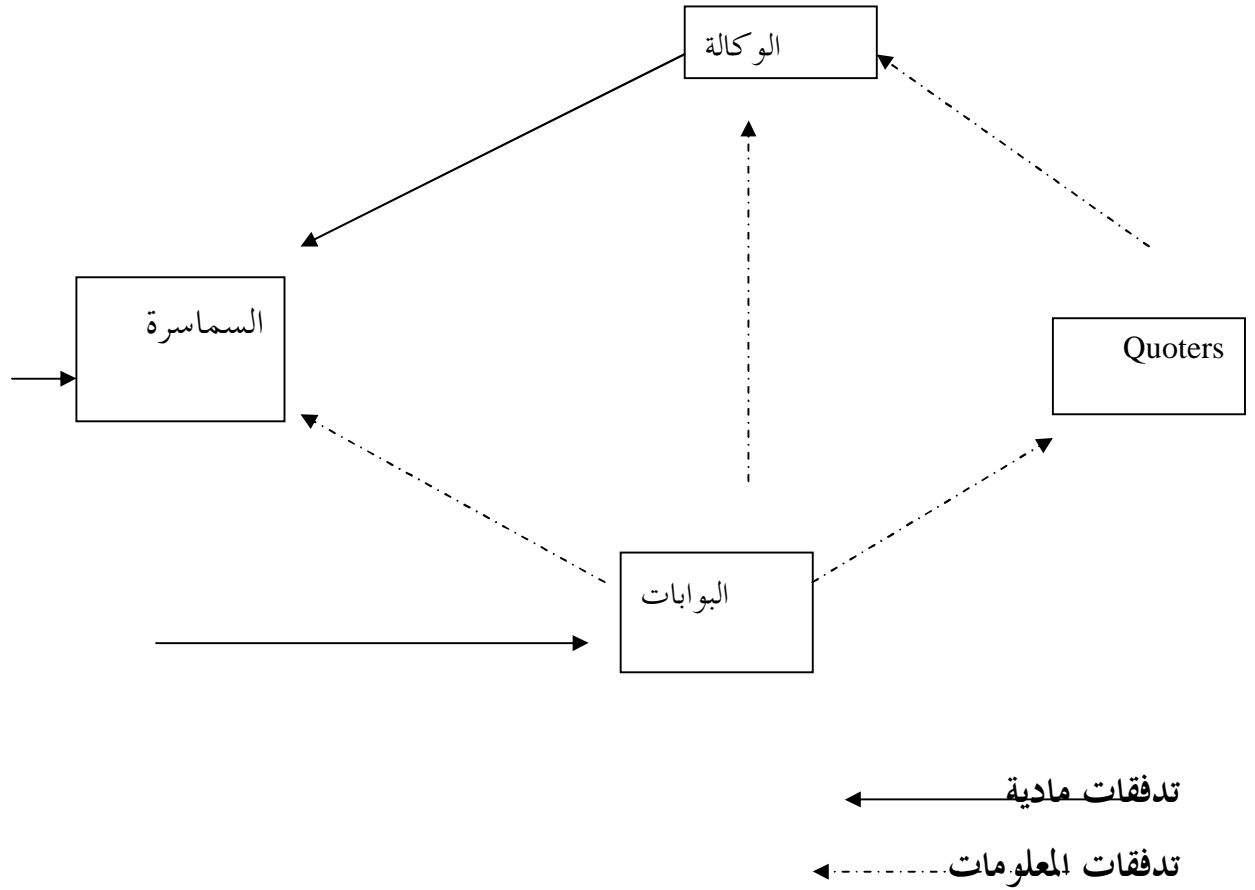 الوكالة
السماسرة
Quoters
البوابات
تدفقات مادية
تدفقات المعلومات